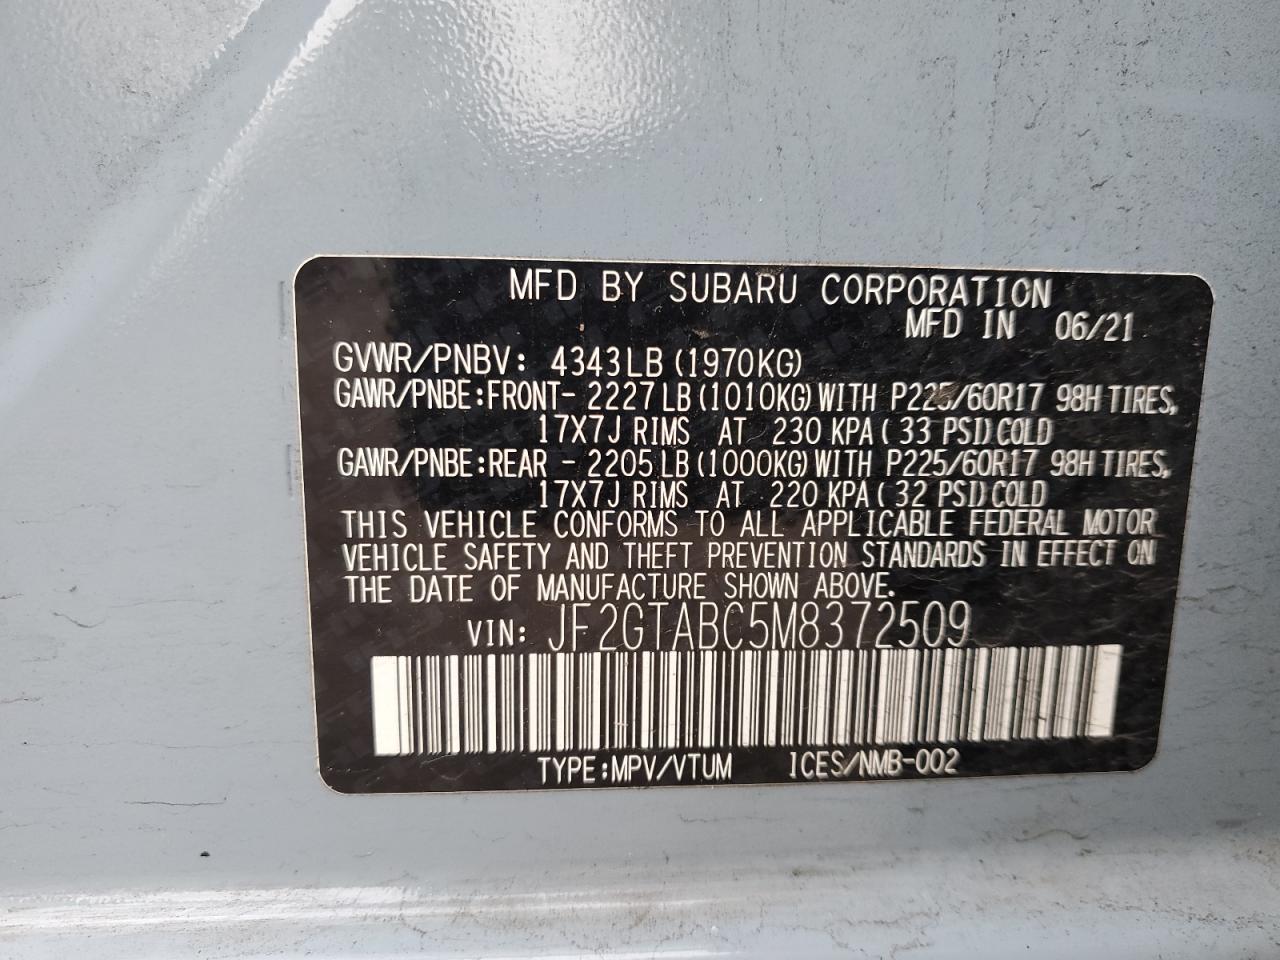 MFD BY SUBARU CORPORATION
MFD IN 06/21
GVWR/PNBV: 4343LB (1970KG)
GAWR/PNBE:FRONT- 2227LB(1010KG)WITH P225/60R17 98H TIRES,
17X7J RIMS AT 230 KPA( 33 PSI)COLD
GAWR/PNBE:REAR - 2205LB(1000KG)WITH P225/60R17 98H TIRES,
17X7J RIMS AT 220 KPA( 32 PSI)COLD
THIS VEHICLE CONFORMS TO ALL APPLICABLE FEDERAL MOTOR
VEHICLE SAFETY AND THEFT PREVENTION STANDARDS IN EFFECT ON
THE DATE OF MANUFACTURE SHOWN ABOVE.
VIN: JF2GTABC5M8372509
TYPE:MPV/VTUM ICES/NMB-002